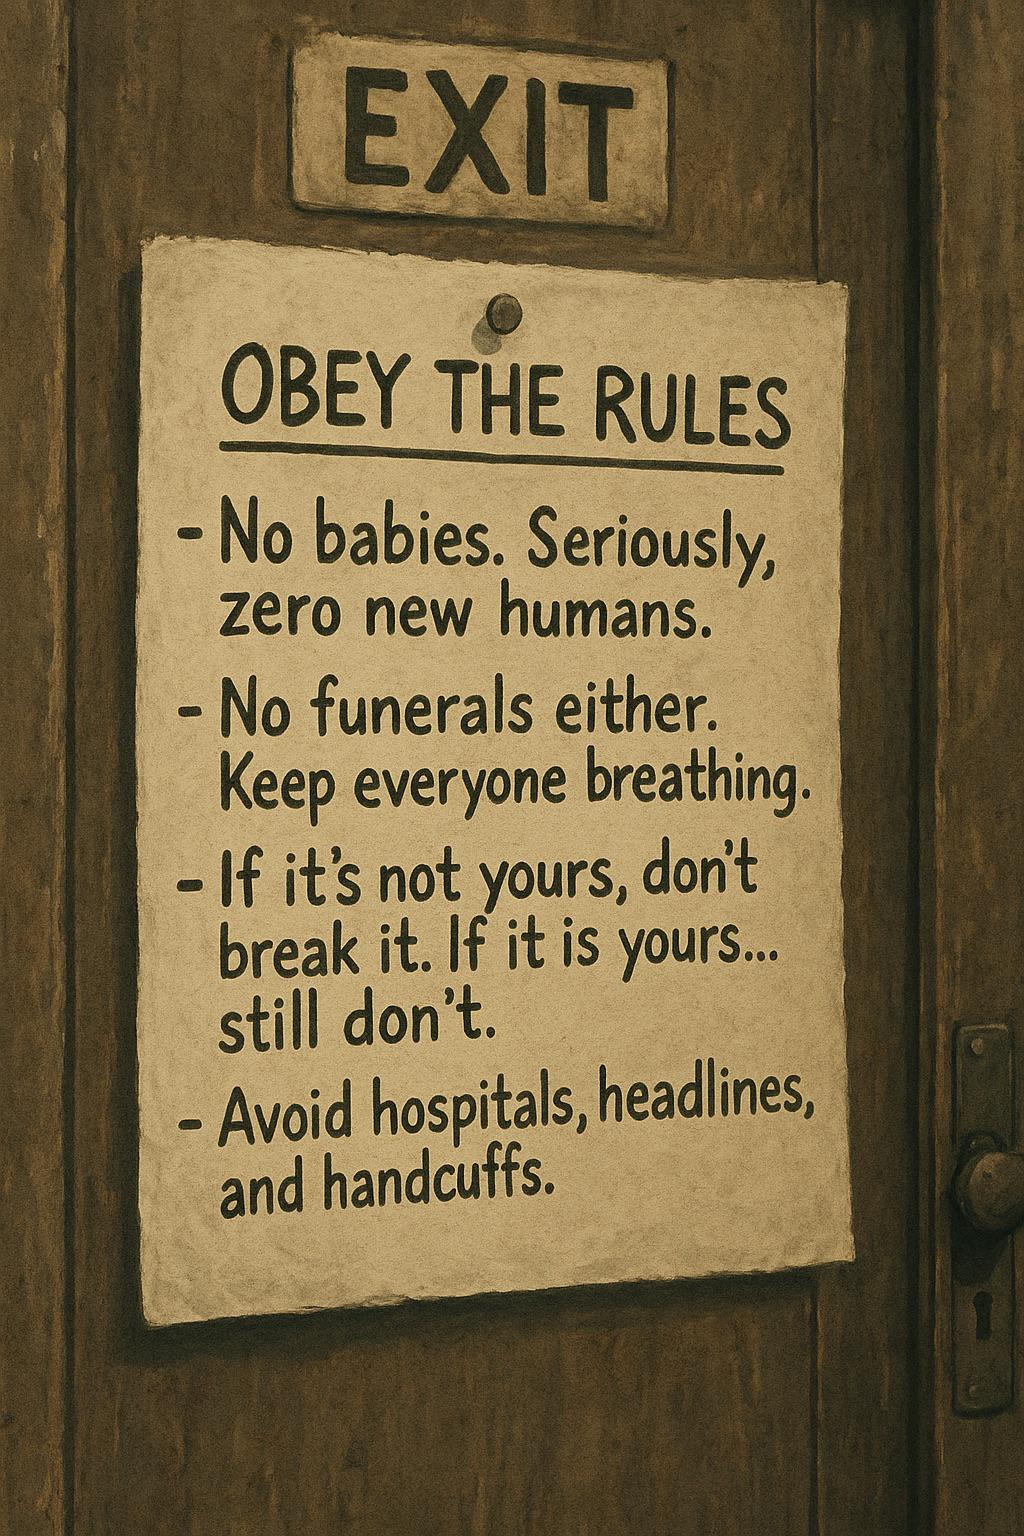 EXIT
OBEY THE RULES
- No babies. Seriously,
zero new humans.
- No funerals either.
Keep everyone breathing.
- If it's not yours, don't
break it. If it is yours...
still don't.
- Avoid hospitals, headlines,
and handcuffs.